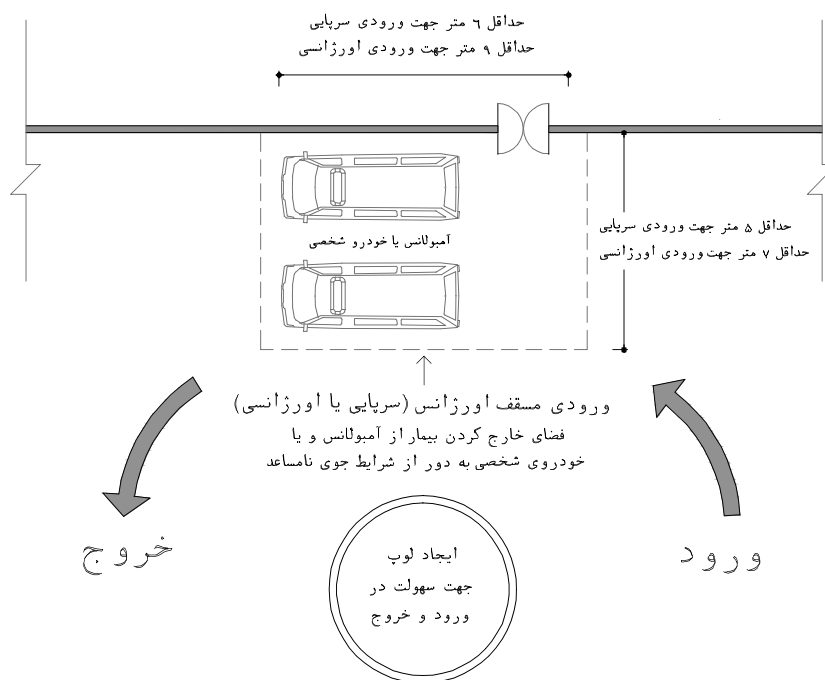 حداقل ٦ متر جهت ورودی سرپایی
حداقل ۹ متر جهت ورودی اورژانسی
حداقل ۵ متر جهت ورودی سرپایی
حداقل ۷ متر جهت ورودی اورژانسی
آمبولانس یا خودرو شخصی
ورودی مسقف اورژانس (سرپایی یا اورژانسی)
فضای خارج کردن بیمار از آمبولانس و یا
خودروی شخصی به دور از شرایط جوی نامساعد
ورود
خروج
ایجاد لوپ
جهت سهولت در
ورود و خروج